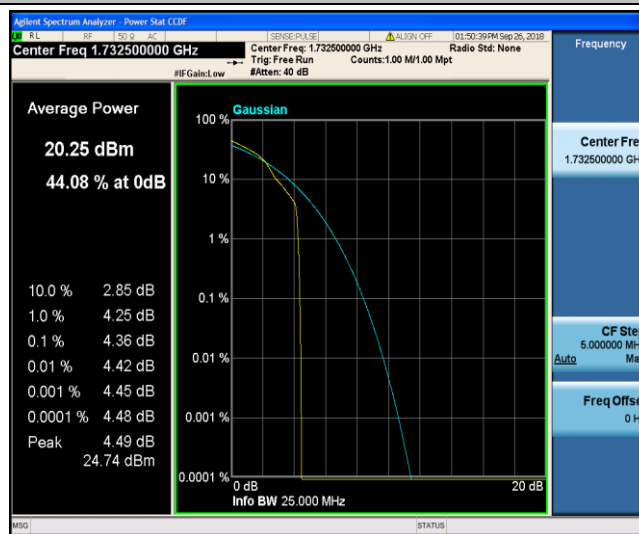 Agilent Spectrum Analyzer - Power Stat CCDF
RL RF 50 Ω AC SENSE:PULSE ALIGN OFF 01:50:39 PM Sep 26, 2018
Center Freq 1.732500000 GHz
Center Freq: 1.732500000 GHz Radio Std: None
Trig: Free Run Counts:1.00 M/1.00 Mpt
#IFGain:Low #Atten: 40 dB
Frequency
Average Power
20.25 dBm
44.08 % at 0dB
10.0 % 2.85 dB
1.0 % 4.25 dB
0.1 % 4.36 dB
0.01 % 4.42 dB
0.001 % 4.45 dB
0.0001 % 4.48 dB
Peak 4.49 dB
24.74 dBm
Gaussian
100 %
10 %
1 %
0.1 %
0.01 %
0.001 %
0.0001 %
0 dB 20 dB
Info BW 25.000 MHz
Center Fre
1.732500000 GH
CF Ste
5.000000 MH
Auto Ma
Freq Offse
0 H
MSG STATUS